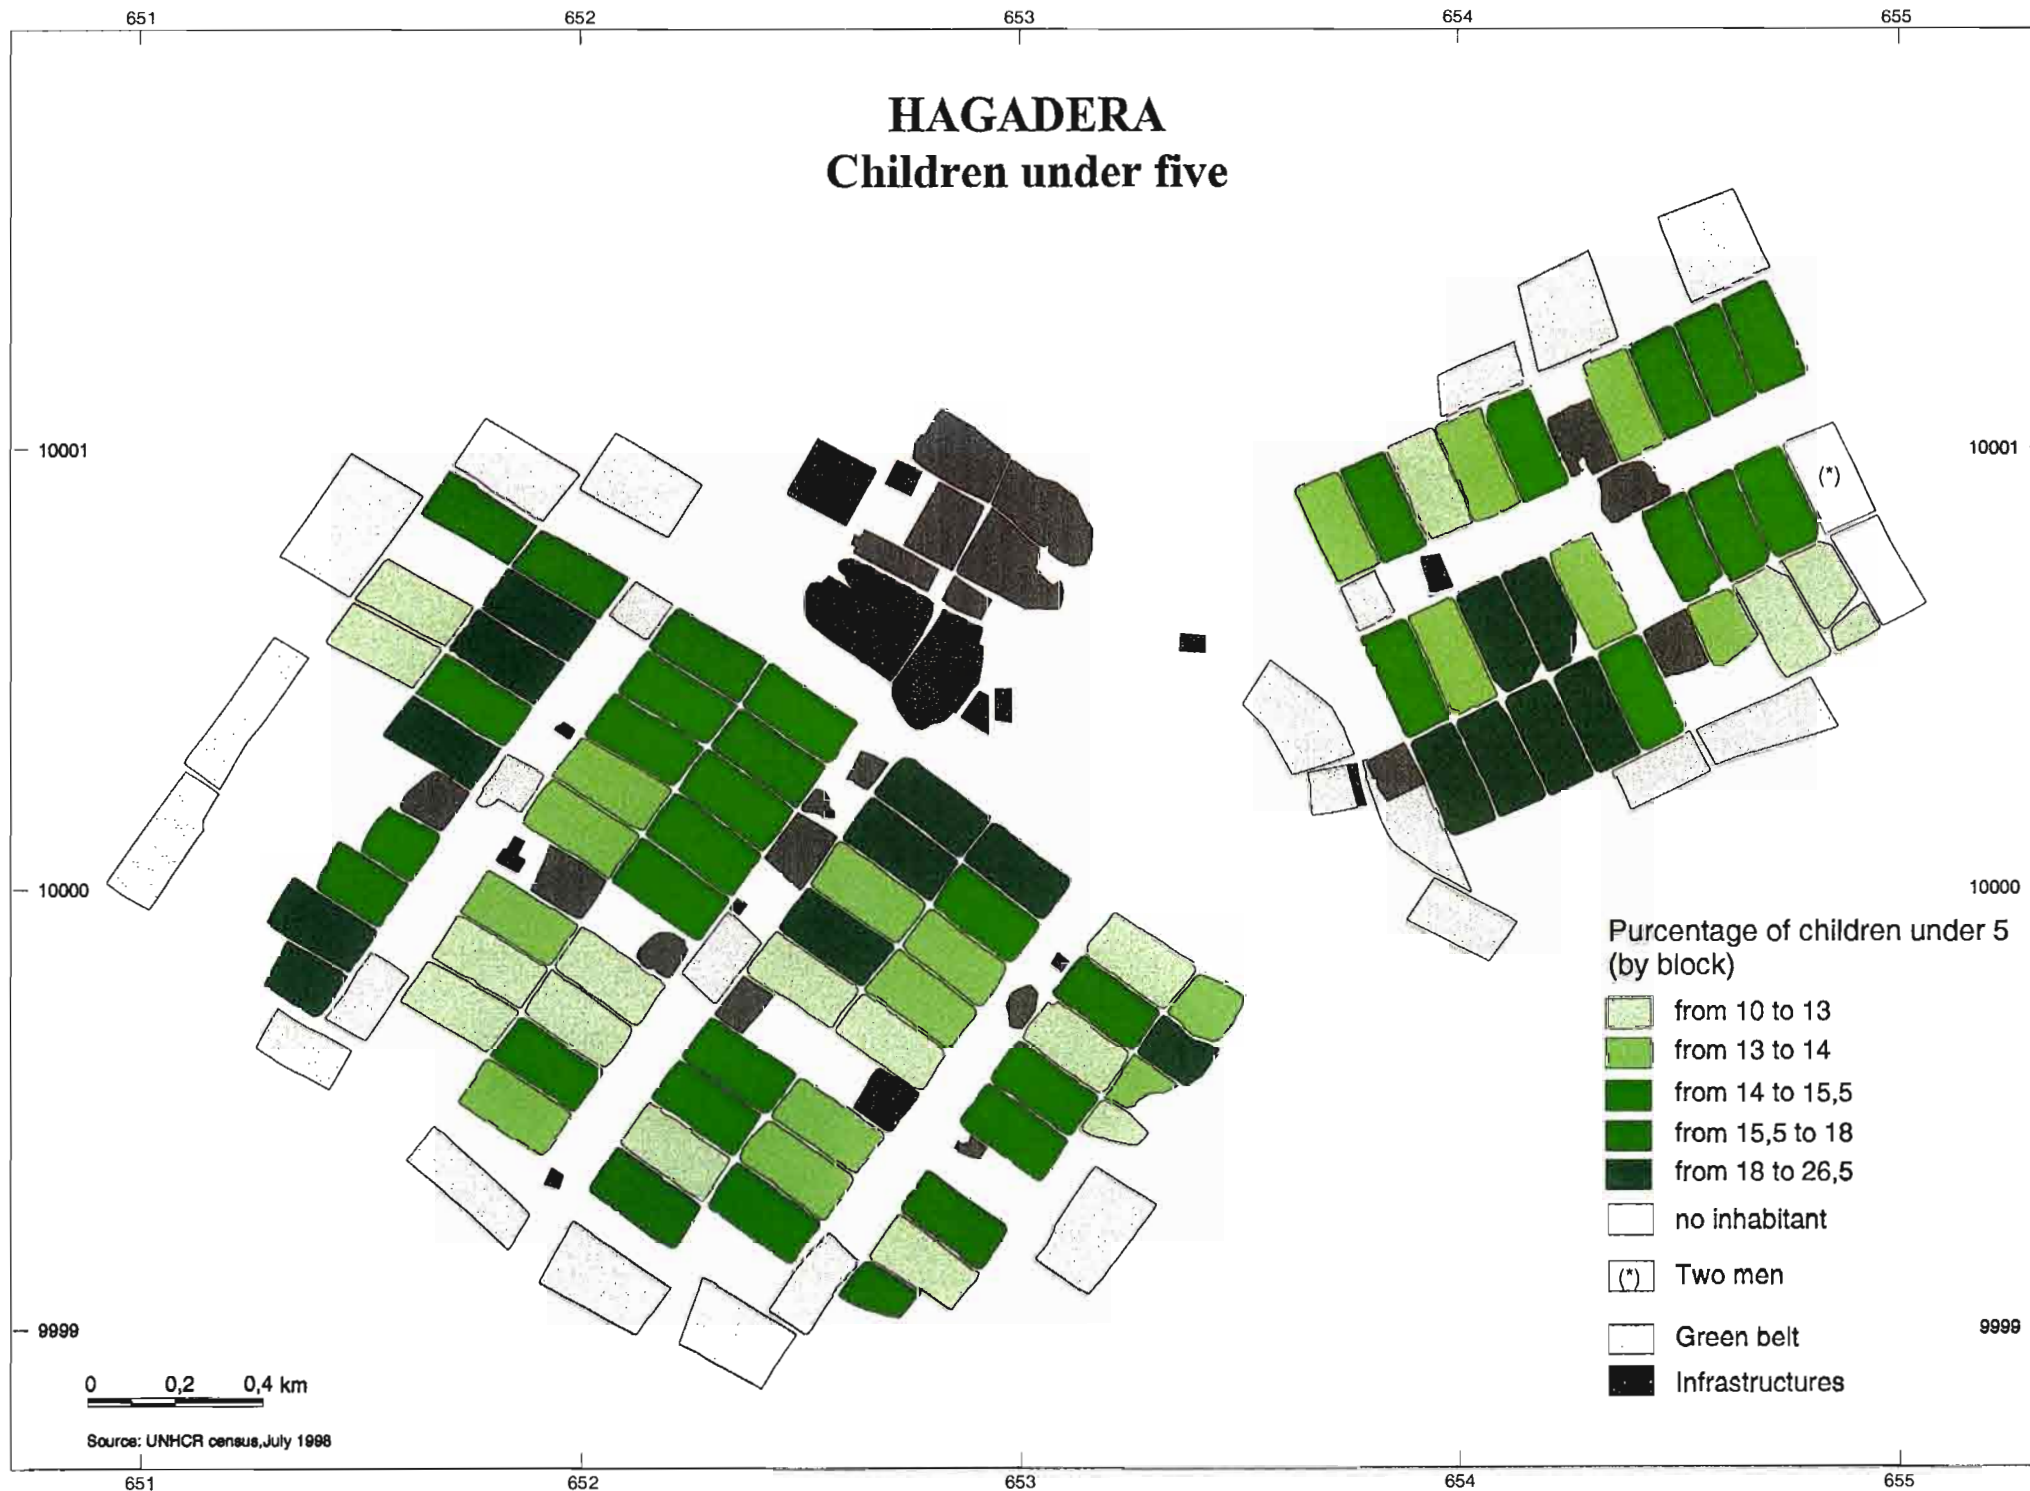 651 652 653 654 655
HAGADERA
Children under five
10001 10001
(*)
10000 10000
Purcentage of children under 5
(by block)
from 10 to 13
from 13 to 14
from 14 to 15,5
from 15,5 to 18
from 18 to 26,5
no inhabitant
(*) Two men
Green belt
Infrastructures
9999 9999
0 0,2 0,4 km
Source: UNHCR census,July 1998
651 652 653 654 655